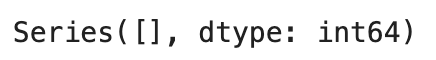 Series([], dtype: int64)